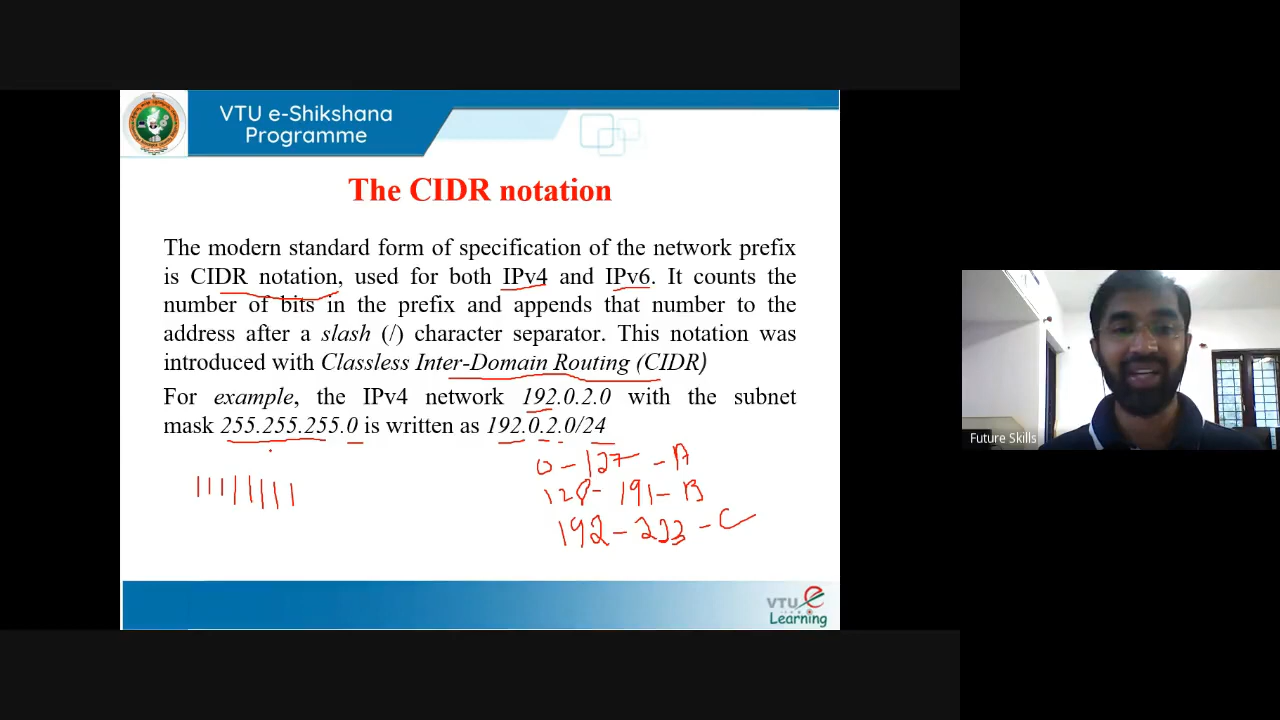 VTU e-Shikshana
Programme
The CIDR notation
The modern standard form of specification of the network prefix
is CIDR notation, used for both IPv4 and IPv6. It counts the
number of bits in the prefix and appends that number to the
address after a slash (/) character separator. This notation was
introduced with Classless Inter-Domain Routing (CIDR)
For example, the IPv4 network 192.0.2.0 with the subnet
mask 255.255.255.0 is written as 192.0.2.0/24
0 - 127 - A
128 - 191 - B
192 - 223 - C
11111111
VTU e
Learning
Future Skills